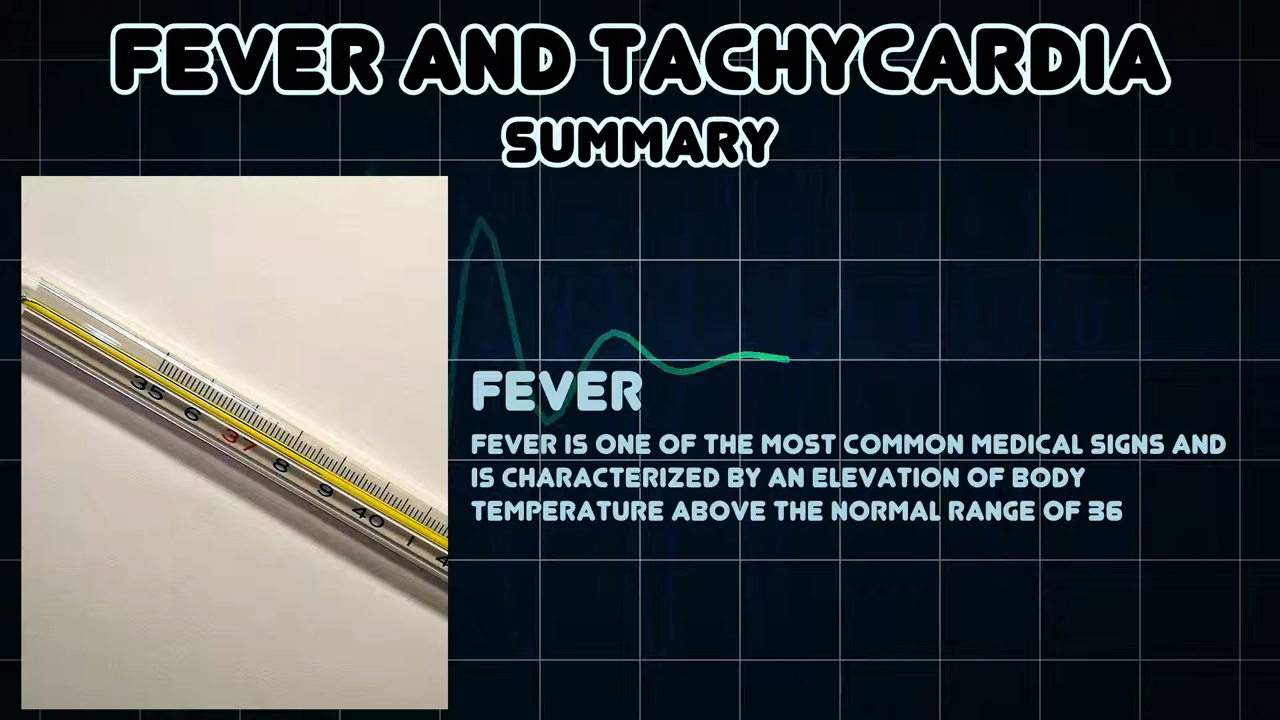 FEVER AND TACHYCARDIA
SUMMARY
35 6 37 8 9 40 1
FEVER
FEVER IS ONE OF THE MOST COMMON MEDICAL SIGNS AND
IS CHARACTERIZED BY AN ELEVATION OF BODY
TEMPERATURE ABOVE THE NORMAL RANGE OF 36